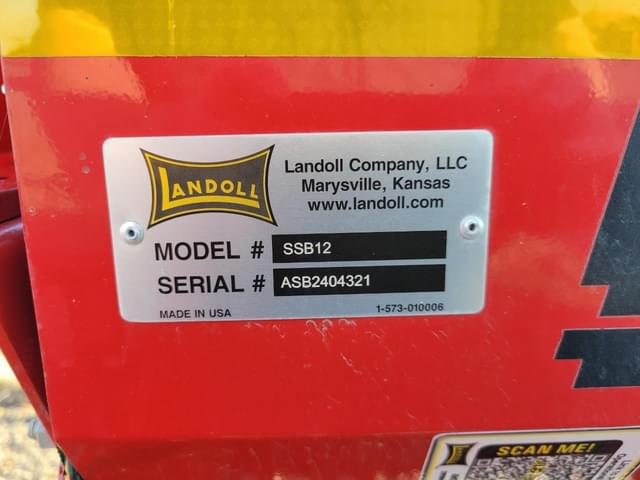 LANDOLL
Landoll Company, LLC
Marysville, Kansas
www.landoll.com
MODEL # SSB12
SERIAL # ASB2404321
MADE IN USA
1-573-010006
SCAN ME!